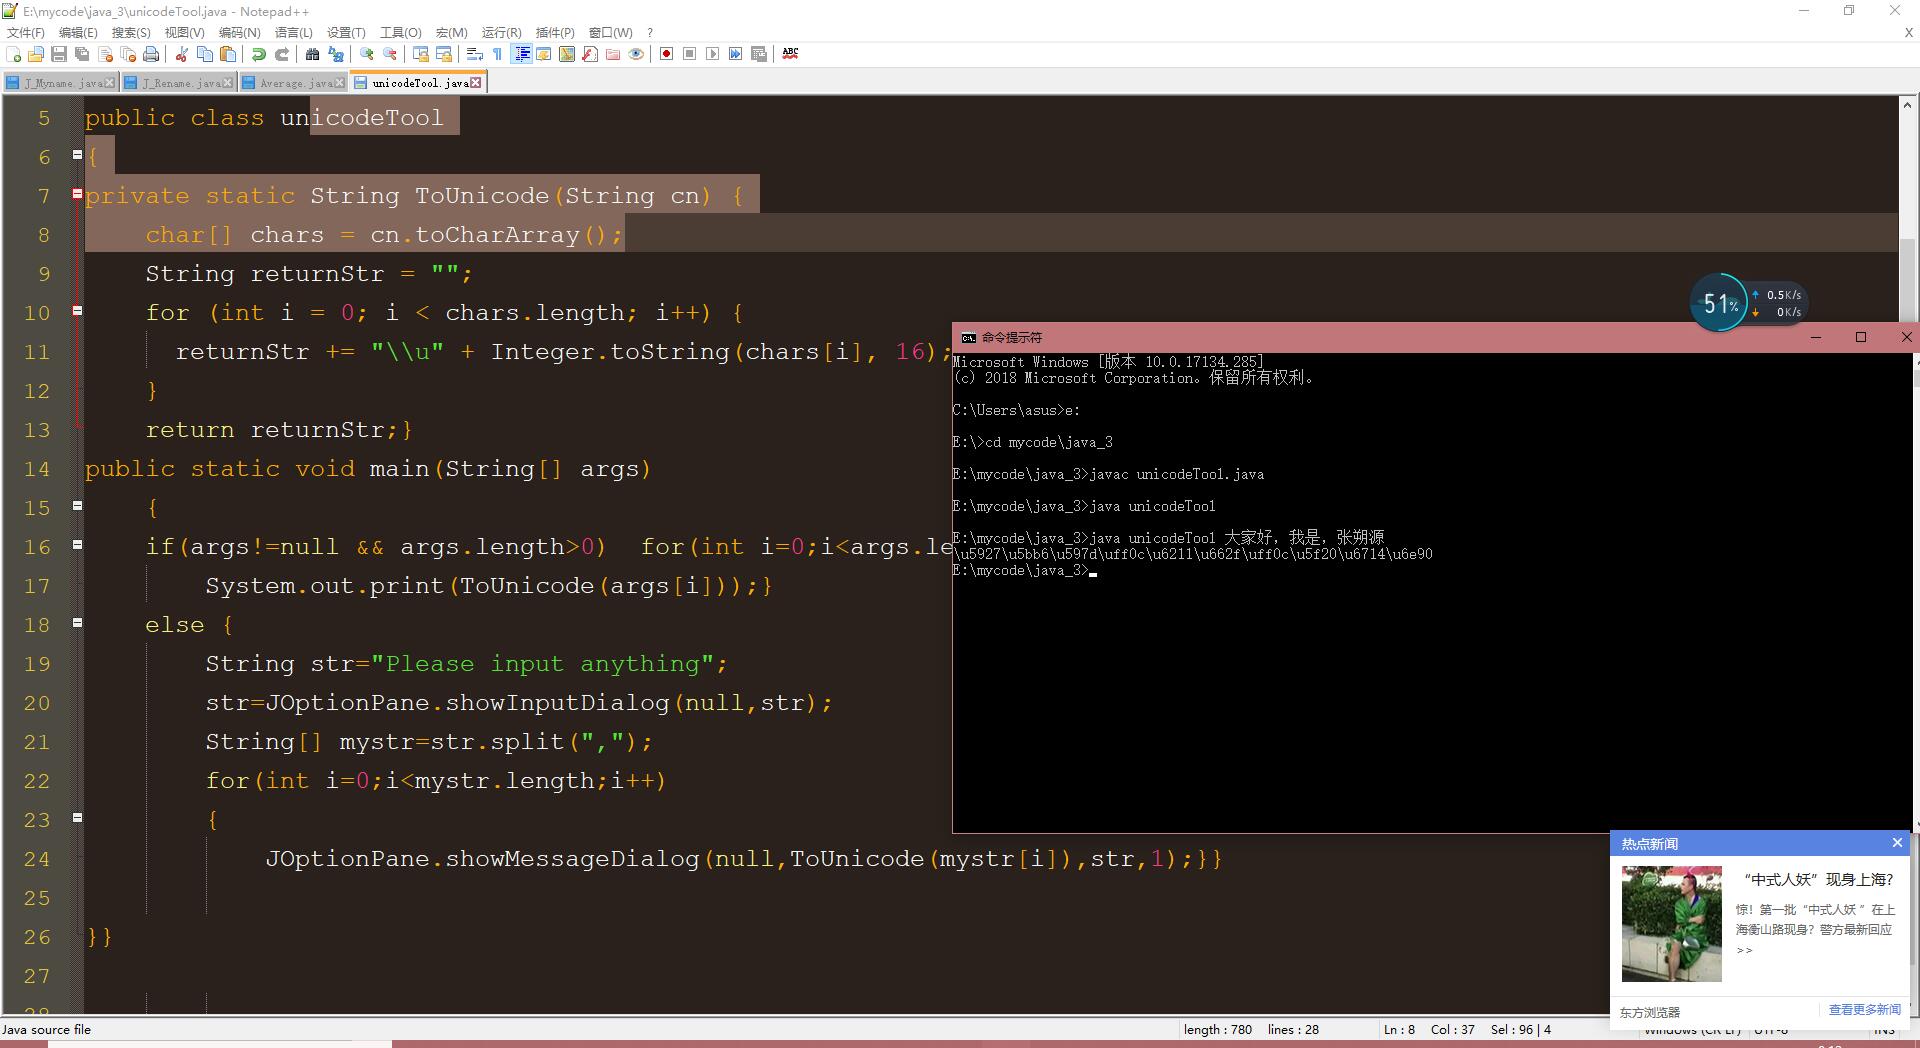 E:\mycode\java_3\unicodeTool.java - Notepad++
文件(F) 编辑(E) 搜索(S) 视图(V) 编码(N) 语言(L) 设置(T) 工具(O) 宏(M) 运行(R) 插件(P) 窗口(W) ? X
J_Myname.java J_Rename.java Average.java unicodeTool.java
5 public class unicodeTool
6 {
7 private static String ToUnicode(String cn) {
8 char[] chars = cn.toCharArray();
9 String returnStr = "";
10 for (int i = 0; i < chars.length; i++) {
11 returnStr += "\\u" + Integer.toString(chars[i], 16);
12 }
13 return returnStr;}
14 public static void main(String[] args)
15 {
16 if(args!=null && args.length>0) for(int i=0;i<args.le
17 System.out.print(ToUnicode(args[i]));}
18 else {
19 String str="Please input anything";
20 str=JOptionPane.showInputDialog(null,str);
21 String[] mystr=str.split(",");
22 for(int i=0;i<mystr.length;i++)
23 {
24 JOptionPane.showMessageDialog(null,ToUnicode(mystr[i]),str,1);}}
25
26 }}
27
28
51%
0.5K/s
0K/s
命令提示符
Microsoft Windows [版本 10.0.17134.285]
(c) 2018 Microsoft Corporation。保留所有权利。
C:\Users\asus>e:
E:\>cd mycode\java_3
E:\mycode\java_3>javac unicodeTool.java
E:\mycode\java_3>java unicodeTool
E:\mycode\java_3>java unicodeTool 大家好，我是，张朔源
\u5927\u5bb6\u597d\uff0c\u6211\u662f\uff0c\u5f20\u6714\u6e90
E:\mycode\java_3>
热点新闻
“中式人妖”现身上海?
惊！第一批“中式人妖”在上
海衡山路现身？警方最新回应
>>
东方浏览器 查看更多新闻
Java source file length : 780 lines : 28 Ln : 8 Col : 37 Sel : 96 | 4 Windows (CR LF) UTF-8 INS